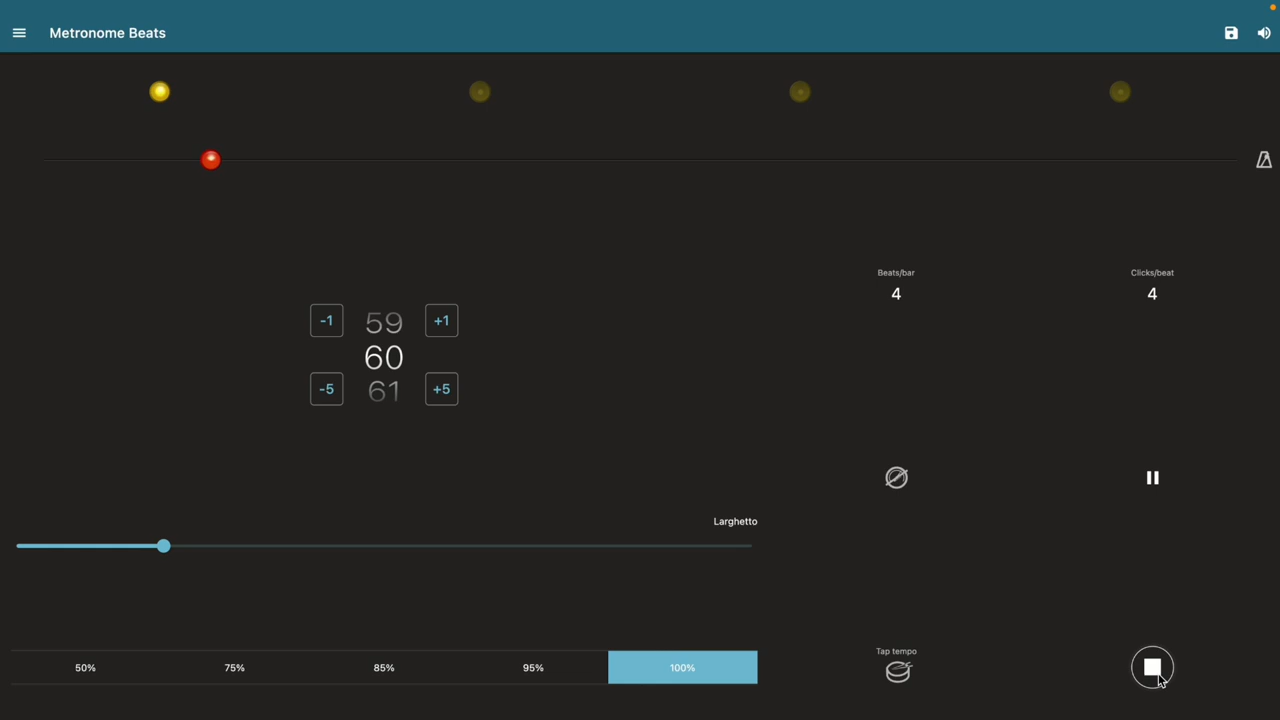 Metronome Beats
Beats/bar
4
Clicks/beat
4
-1
59
+1
60
-5
61
+5
Larghetto
50%
75%
85%
95%
100%
Tap tempo